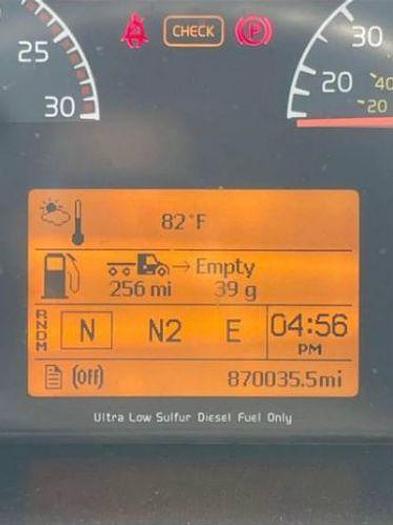 25
30
CHECK
P
30
20
40
20
82°F
Empty
256 mi 39 g
RNDM
N N2 E 04:56
PM
(Off) 870035.5mi
Ultra Low Sulfur Diesel Fuel Only